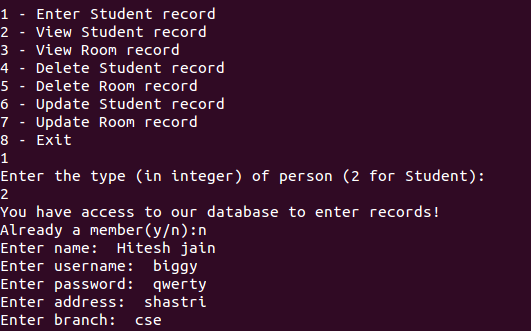 1 - Enter Student record
2 - View Student record
3 - View Room record
4 - Delete Student record
5 - Delete Room record
6 - Update Student record
7 - Update Room record
8 - Exit
1
Enter the type (in integer) of person (2 for Student):
2
You have access to our database to enter records!
Already a member(y/n):n
Enter name:  Hitesh jain
Enter username:  biggy
Enter password:  qwerty
Enter address:  shastri
Enter branch:  cse